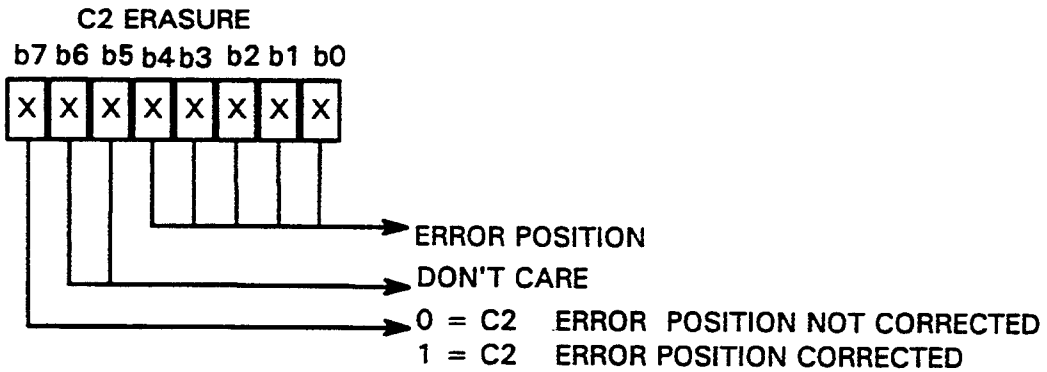 C2 ERASURE
b7 b6 b5 b4 b3 b2 b1 b0
X X X X X X X X
ERROR POSITION
DON'T CARE
0 = C2 ERROR POSITION NOT CORRECTED
1 = C2 ERROR POSITION CORRECTED